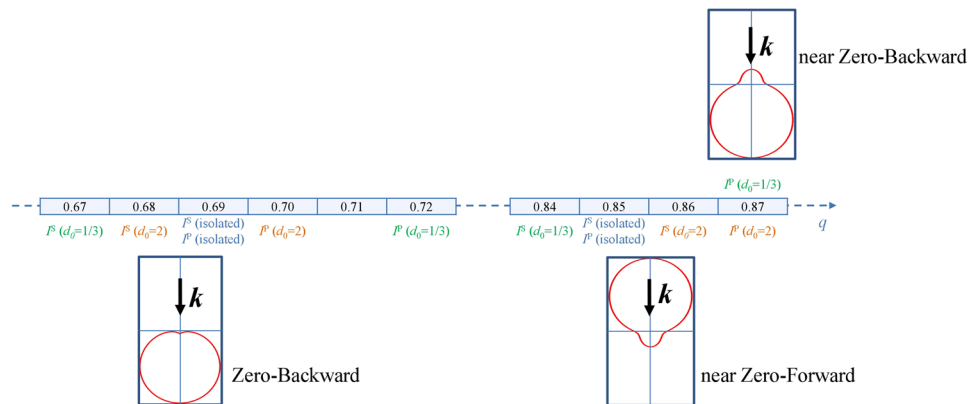 k
near Zero-Backward
I^P (d_0=1/3)
0.67 0.68 0.69 0.70 0.71 0.72 0.84 0.85 0.86 0.87
q
I^S (d_0=1/3) I^S (d_0=2) I^S (isolated) I^P (d_0=2) I^P (d_0=1/3) I^S (d_0=1/3) I^S (isolated) I^S (d_0=2) I^P (d_0=2)
I^P (isolated) I^P (isolated)
k
Zero-Backward
k
near Zero-Forward